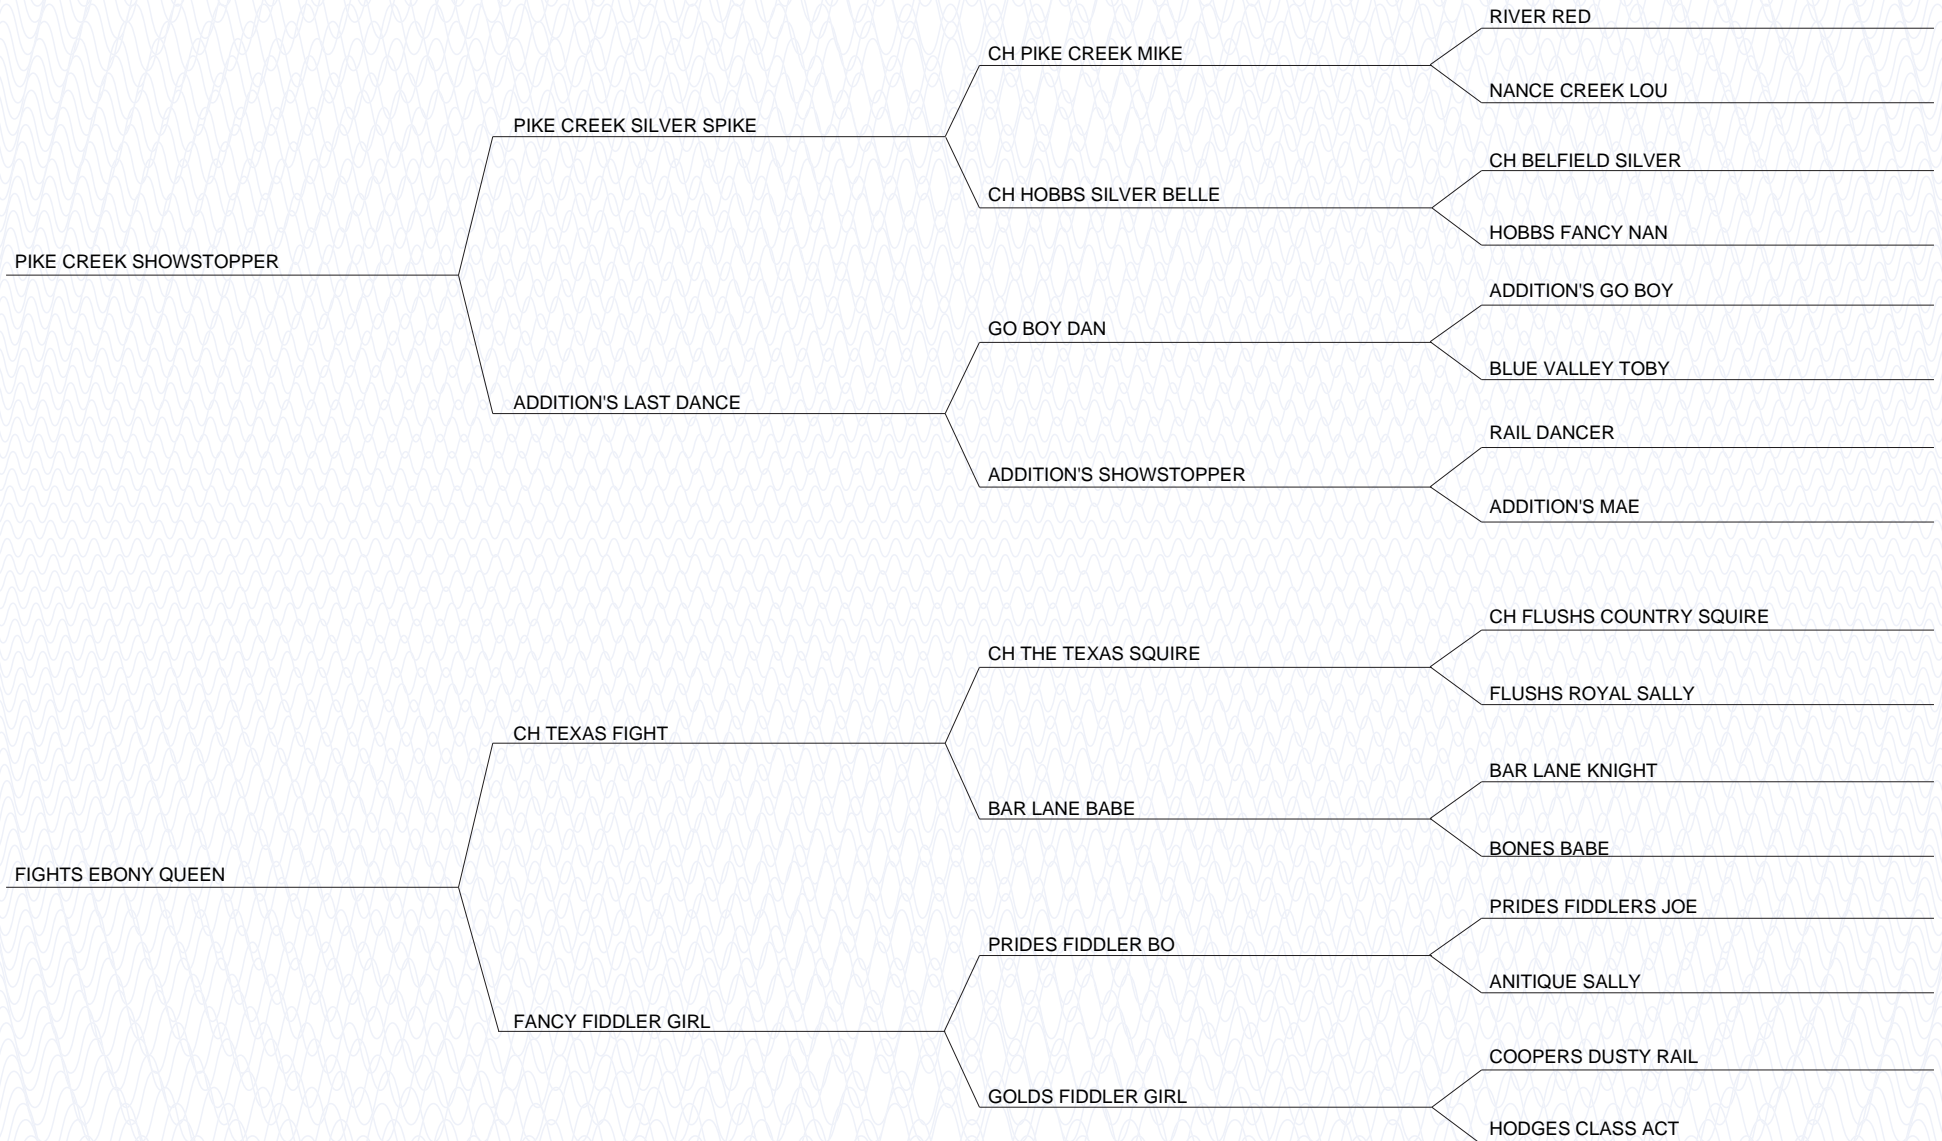 RIVER RED
CH PIKE CREEK MIKE
NANCE CREEK LOU
PIKE CREEK SILVER SPIKE
CH BELFIELD SILVER
CH HOBBS SILVER BELLE
HOBBS FANCY NAN
PIKE CREEK SHOWSTOPPER
ADDITION'S GO BOY
GO BOY DAN
BLUE VALLEY TOBY
ADDITION'S LAST DANCE
RAIL DANCER
ADDITION'S SHOWSTOPPER
ADDITION'S MAE
CH FLUSHS COUNTRY SQUIRE
CH THE TEXAS SQUIRE
FLUSHS ROYAL SALLY
CH TEXAS FIGHT
BAR LANE KNIGHT
BAR LANE BABE
BONES BABE
FIGHTS EBONY QUEEN
PRIDES FIDDLERS JOE
PRIDES FIDDLER BO
ANITIQUE SALLY
FANCY FIDDLER GIRL
COOPERS DUSTY RAIL
GOLDS FIDDLER GIRL
HODGES CLASS ACT